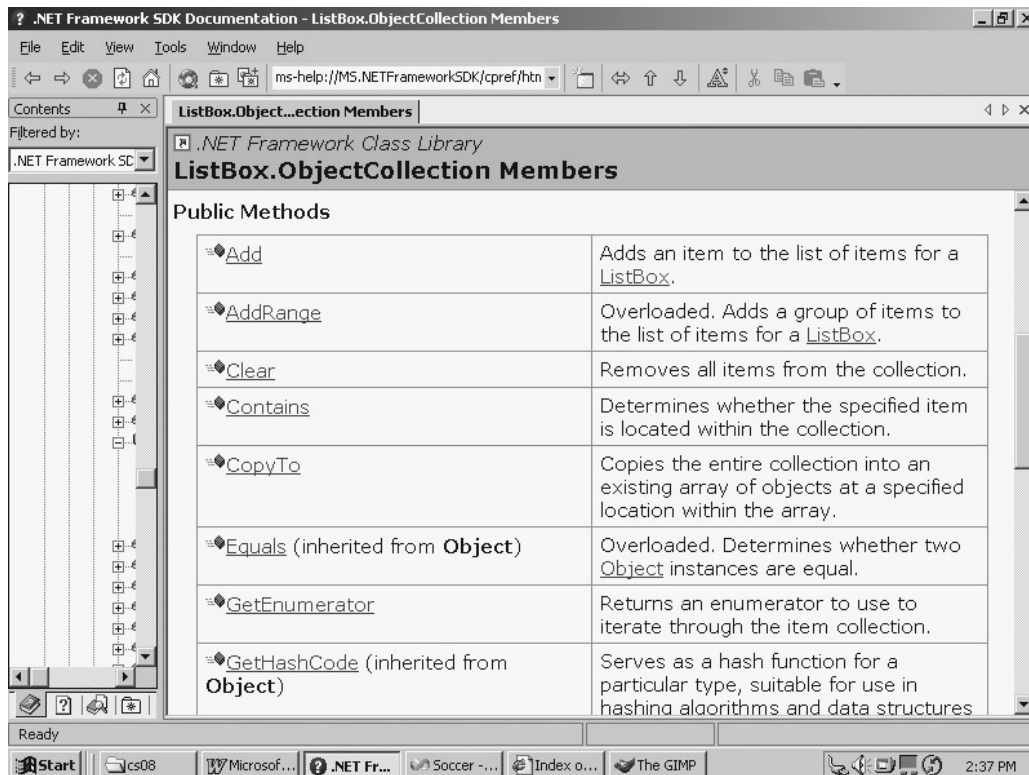 .NET Framework SDK Documentation - ListBox.ObjectCollection Members
File Edit View Tools Window Help
ms-help://MS.NETFrameworkSDK/cpref/htn
Contents
ListBox.Object...ection Members
Filtered by:
.NET Framework SD
.NET Framework Class Library
ListBox.ObjectCollection Members
Public Methods
Add
Adds an item to the list of items for a
ListBox.
AddRange
Overloaded. Adds a group of items to
the list of items for a ListBox.
Clear
Removes all items from the collection.
Contains
Determines whether the specified item
is located within the collection.
CopyTo
Copies the entire collection into an
existing array of objects at a specified
location within the array.
Equals (inherited from Object)
Overloaded. Determines whether two
Object instances are equal.
GetEnumerator
Returns an enumerator to use to
iterate through the item collection.
GetHashCode (inherited from
Object)
Serves as a hash function for a
particular type, suitable for use in
hashing algorithms and data structures
Ready
Start cs08 Microsof... .NET Fr... Soccer -... Index o... The GIMP 2:37 PM